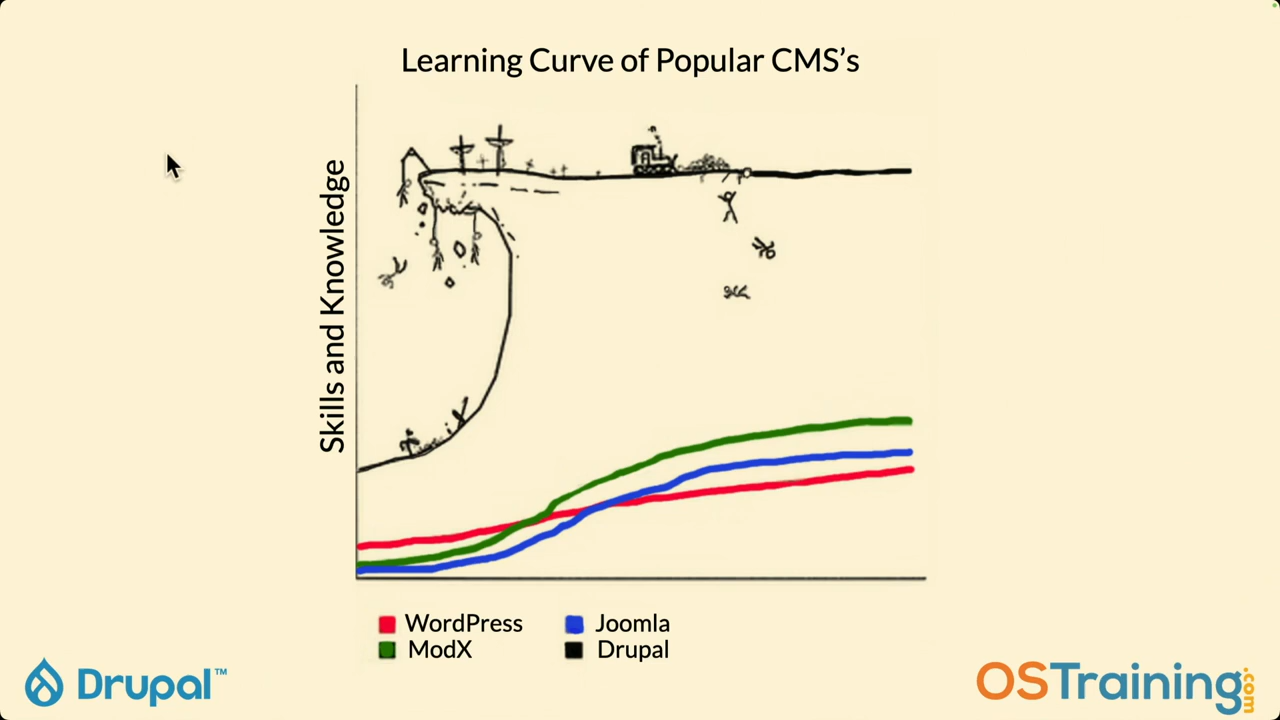 Learning Curve of Popular CMS’s
Skills and Knowledge
WordPress
Joomla
ModX
Drupal
Drupal™
OSTraining.com